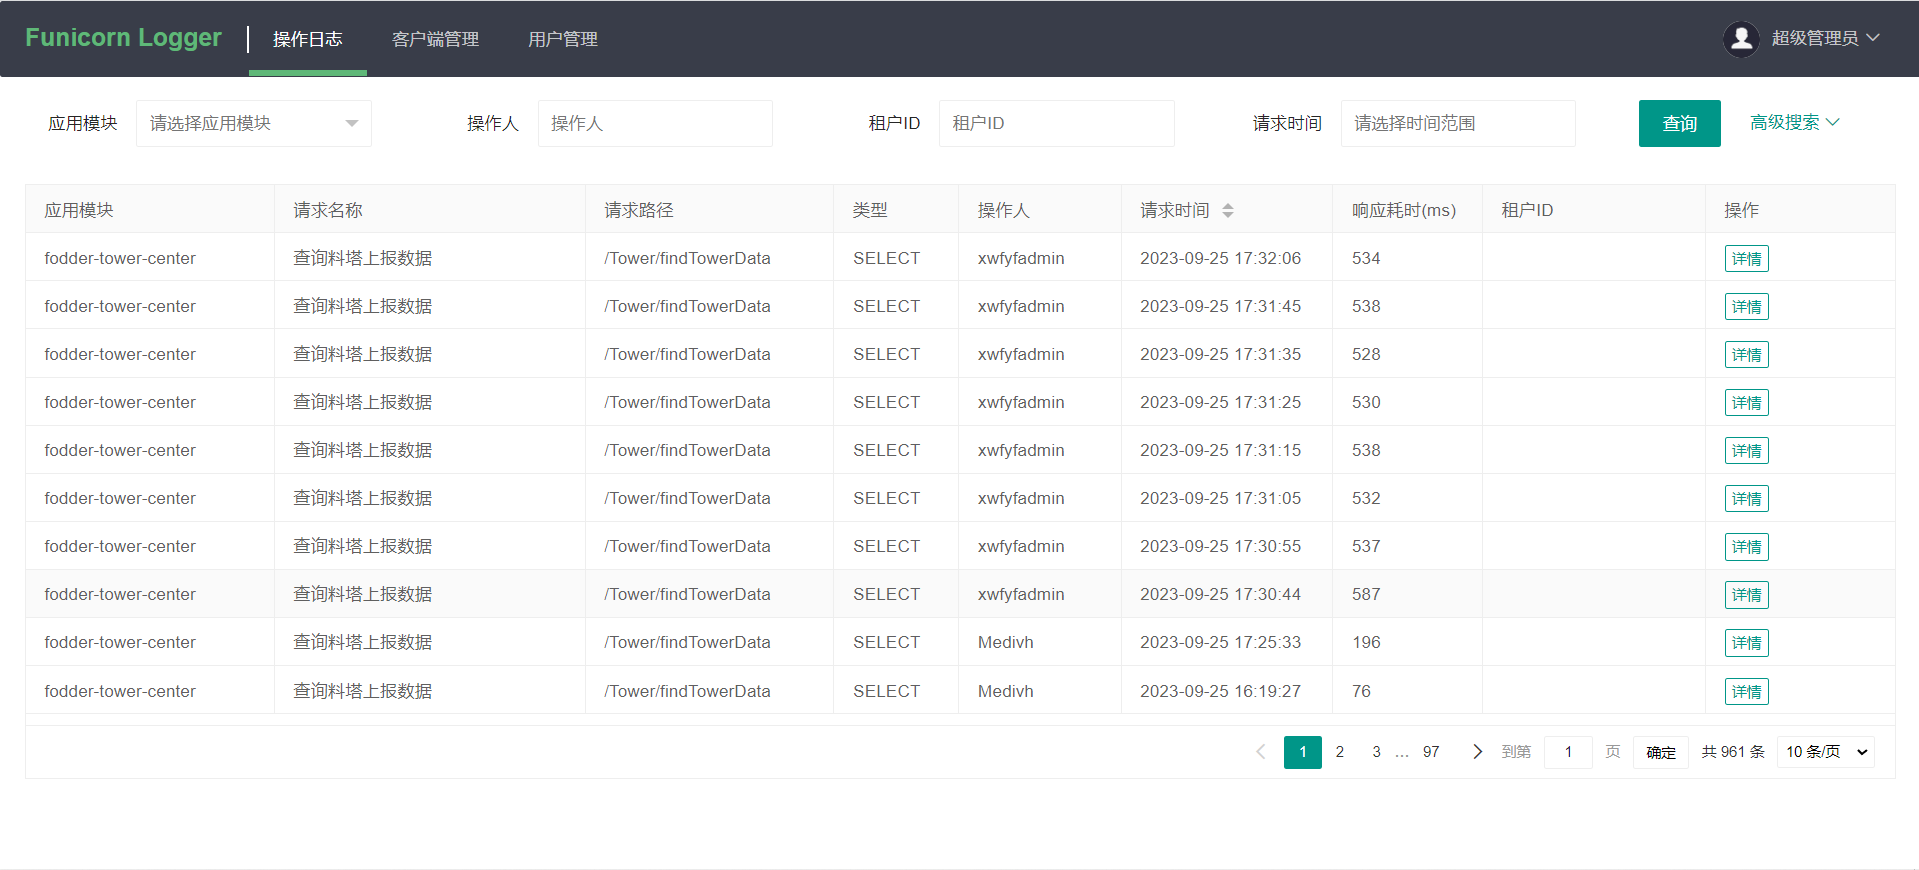 Funicorn Logger 操作日志 客户端管理 用户管理 超级管理员
应用模块 请选择应用模块 操作人 操作人 租户ID 租户ID 请求时间 请选择时间范围 查询 高级搜索
应用模块 请求名称 请求路径 类型 操作人 请求时间 响应耗时(ms) 租户ID 操作
fodder-tower-center 查询料塔上报数据 /Tower/findTowerData SELECT xwfyfadmin 2023-09-25 17:32:06 534 详情
fodder-tower-center 查询料塔上报数据 /Tower/findTowerData SELECT xwfyfadmin 2023-09-25 17:31:45 538 详情
fodder-tower-center 查询料塔上报数据 /Tower/findTowerData SELECT xwfyfadmin 2023-09-25 17:31:35 528 详情
fodder-tower-center 查询料塔上报数据 /Tower/findTowerData SELECT xwfyfadmin 2023-09-25 17:31:25 530 详情
fodder-tower-center 查询料塔上报数据 /Tower/findTowerData SELECT xwfyfadmin 2023-09-25 17:31:15 538 详情
fodder-tower-center 查询料塔上报数据 /Tower/findTowerData SELECT xwfyfadmin 2023-09-25 17:31:05 532 详情
fodder-tower-center 查询料塔上报数据 /Tower/findTowerData SELECT xwfyfadmin 2023-09-25 17:30:55 537 详情
fodder-tower-center 查询料塔上报数据 /Tower/findTowerData SELECT xwfyfadmin 2023-09-25 17:30:44 587 详情
fodder-tower-center 查询料塔上报数据 /Tower/findTowerData SELECT Medivh 2023-09-25 17:25:33 196 详情
fodder-tower-center 查询料塔上报数据 /Tower/findTowerData SELECT Medivh 2023-09-25 16:19:27 76 详情
1 2 3 … 97 到第 1 页 确定 共 961 条 10 条/页